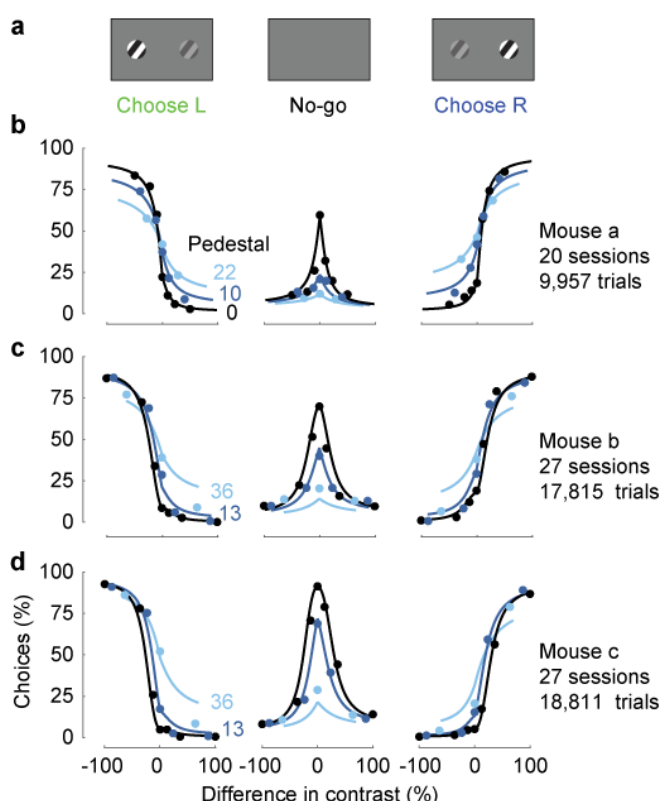 a
Choose L No-go Choose R
b
100
75
50
25
0
Pedestal
22
10
0
Mouse a
20 sessions
9,957 trials
c
100
75
50
25
0
36
13
Mouse b
27 sessions
17,815 trials
d
100
75
50
25
0
Choices (%)
36
13
Mouse c
27 sessions
18,811 trials
-100 0 100 -100 0 100 -100 0 100
Difference in contrast (%)